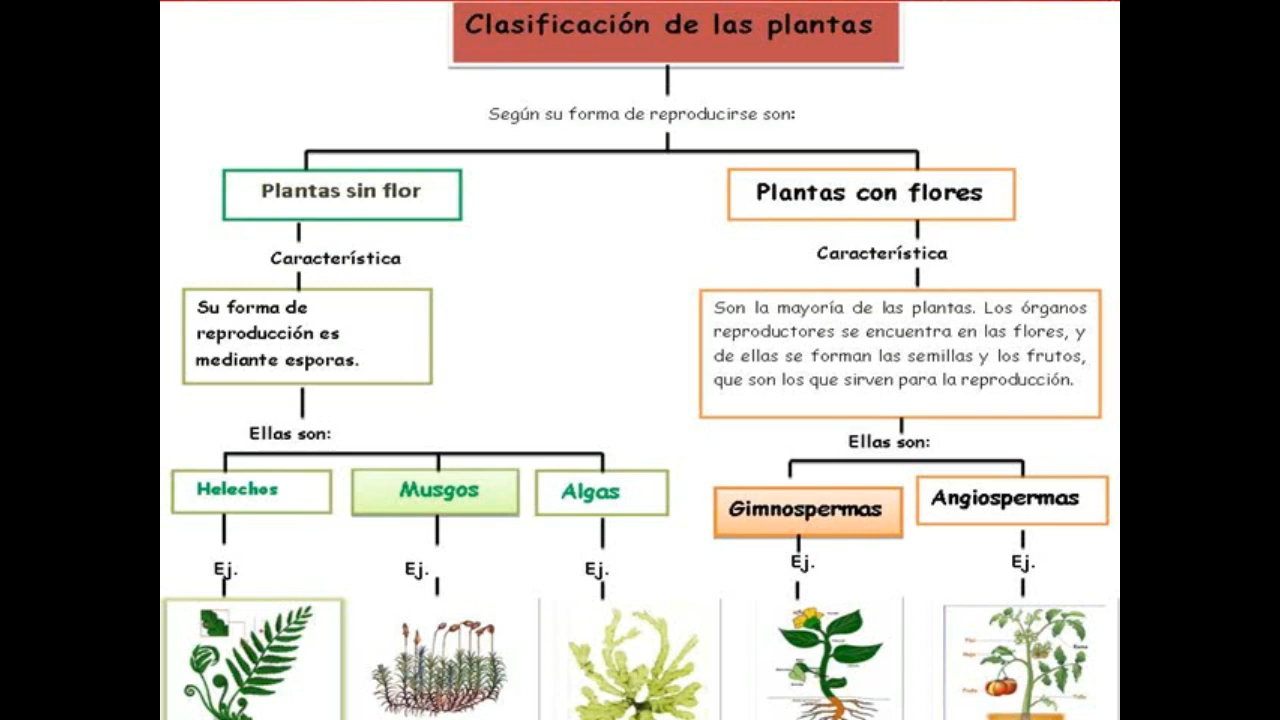 Clasificación de las plantas
Según su forma de reproducirse son:
Plantas sin flor
Plantas con flores
Característica
Característica
Su forma de
reproducción es
mediante esporas.
Son la mayoría de las plantas. Los órganos
reproductores se encuentra en las flores, y
de ellas se forman las semillas y los frutos,
que son los que sirven para la reproducción.
Ellas son:
Ellas son:
Helechos
Musgos
Algas
Gimnospermas
Angiospermas
Ej.
Ej.
Ej.
Ej.
Ej.